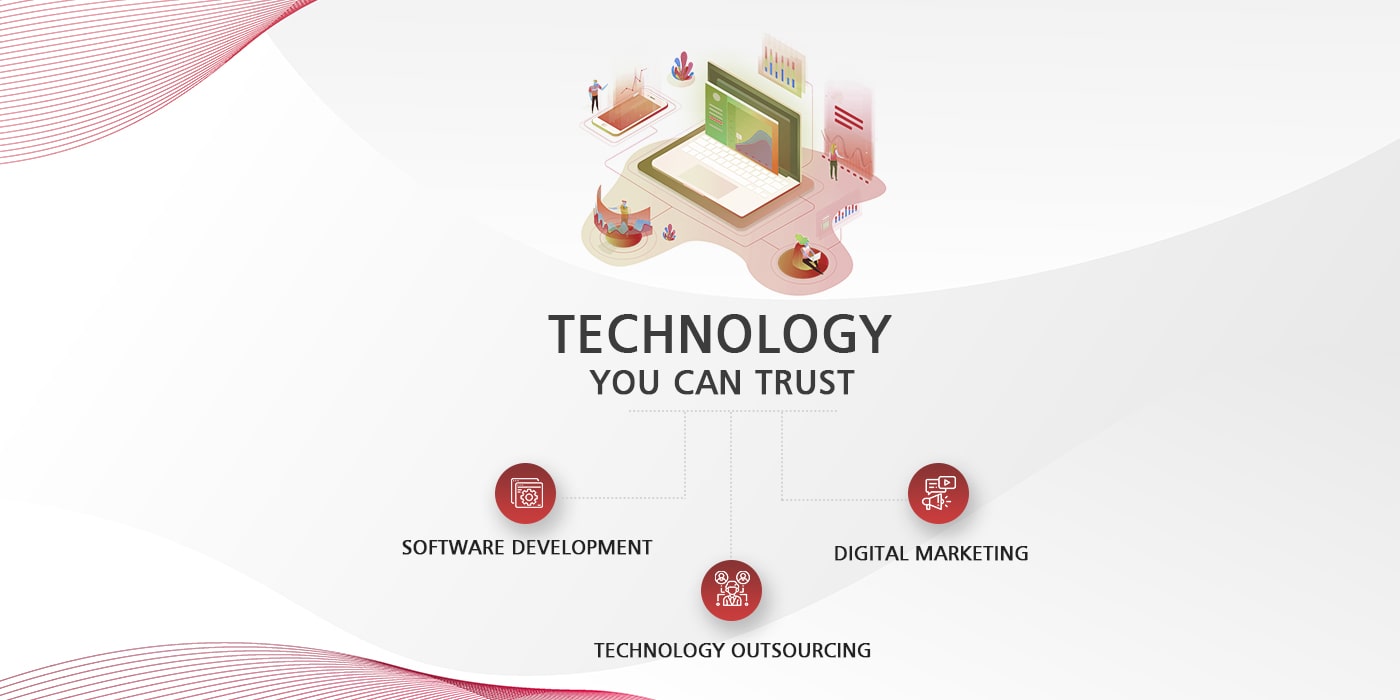 TECHNOLOGY
YOU CAN TRUST
SOFTWARE DEVELOPMENT
DIGITAL MARKETING
TECHNOLOGY OUTSOURCING